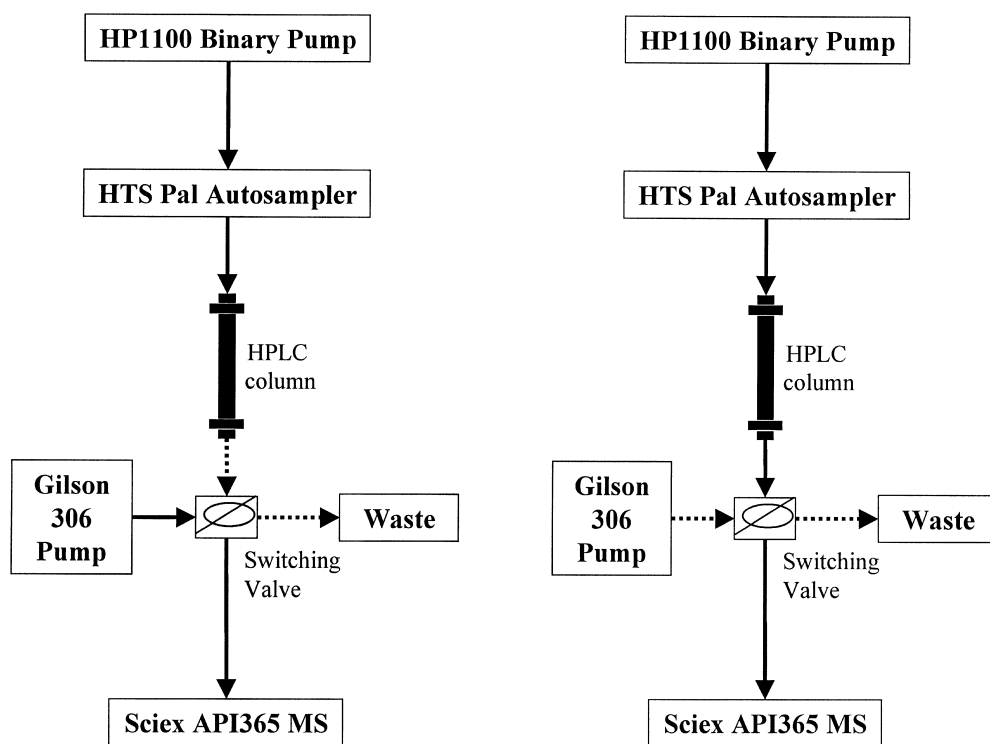 HP1100 Binary Pump
HTS Pal Autosampler
HPLC
column
Gilson
306
Pump
Waste
Switching
Valve
Sciex API365 MS
HP1100 Binary Pump
HTS Pal Autosampler
HPLC
column
Gilson
306
Pump
Waste
Switching
Valve
Sciex API365 MS